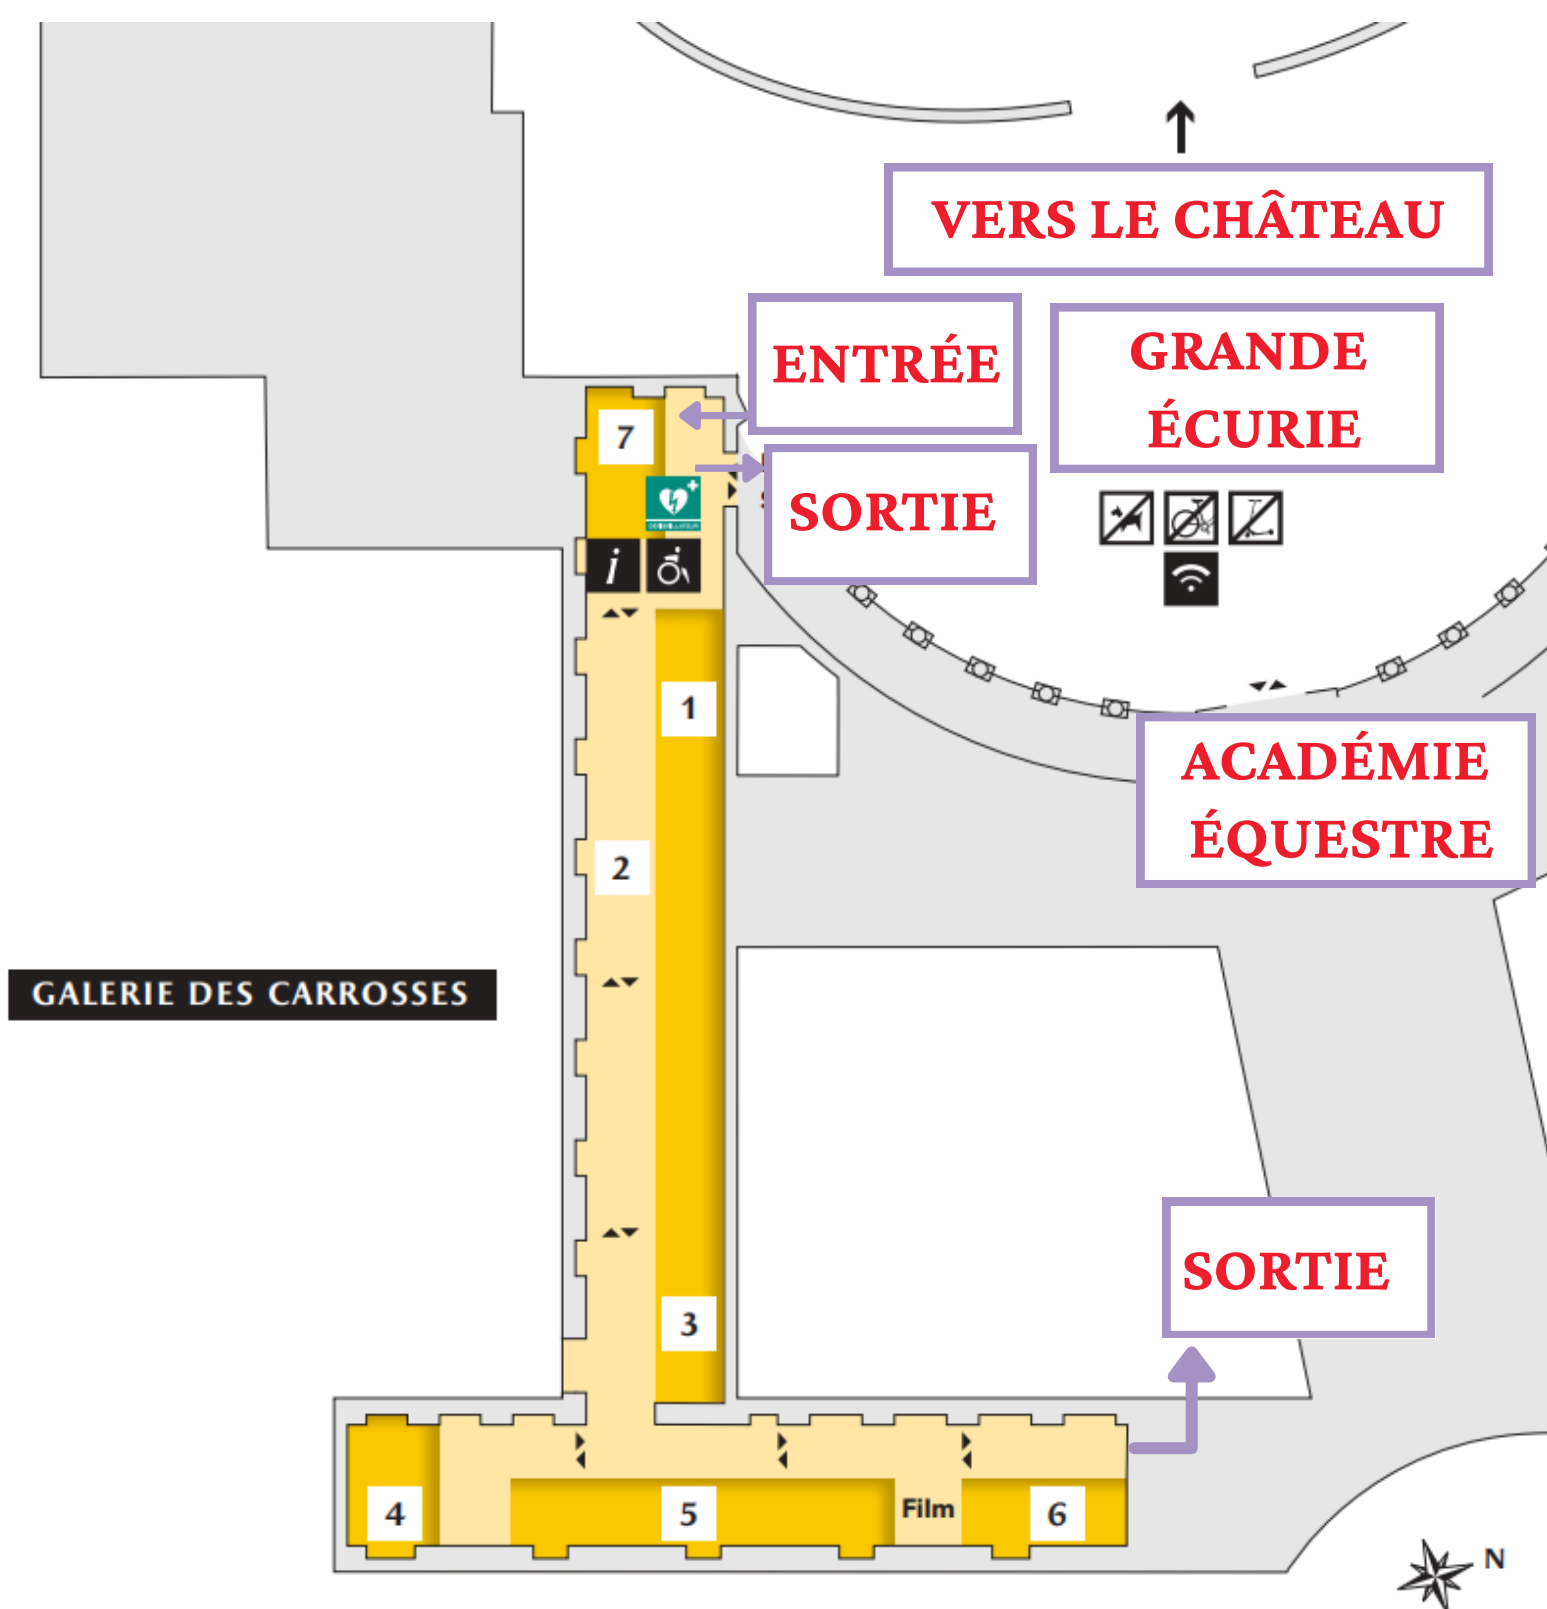 VERS LE CHÂTEAU
ENTRÉE
GRANDE
ÉCURIE
7
SORTIE
i
1
ACADÉMIE
ÉQUESTRE
2
GALERIE DES CARROSSES
SORTIE
3
4
5
Film
6
N